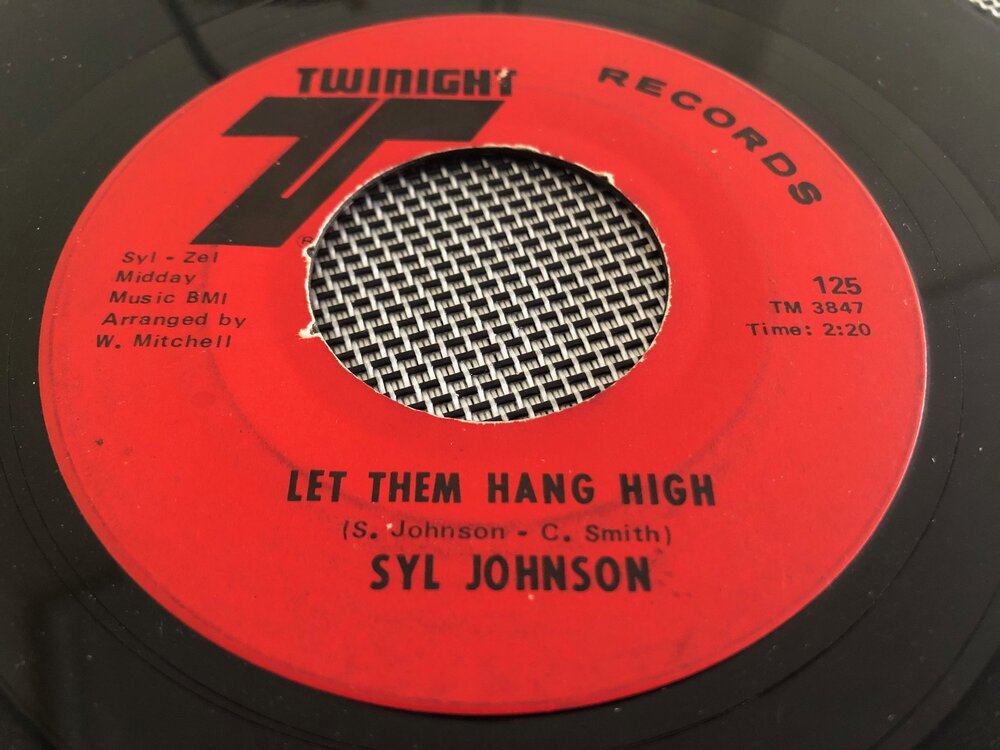 TWINIGHT
RECORDS
T
®
Syl - Zel
Midday
Music BMI
Arranged by
W. Mitchell
125
TM 3847
Time: 2:20
LET THEM HANG HIGH
(S. Johnson - C. Smith)
SYL JOHNSON